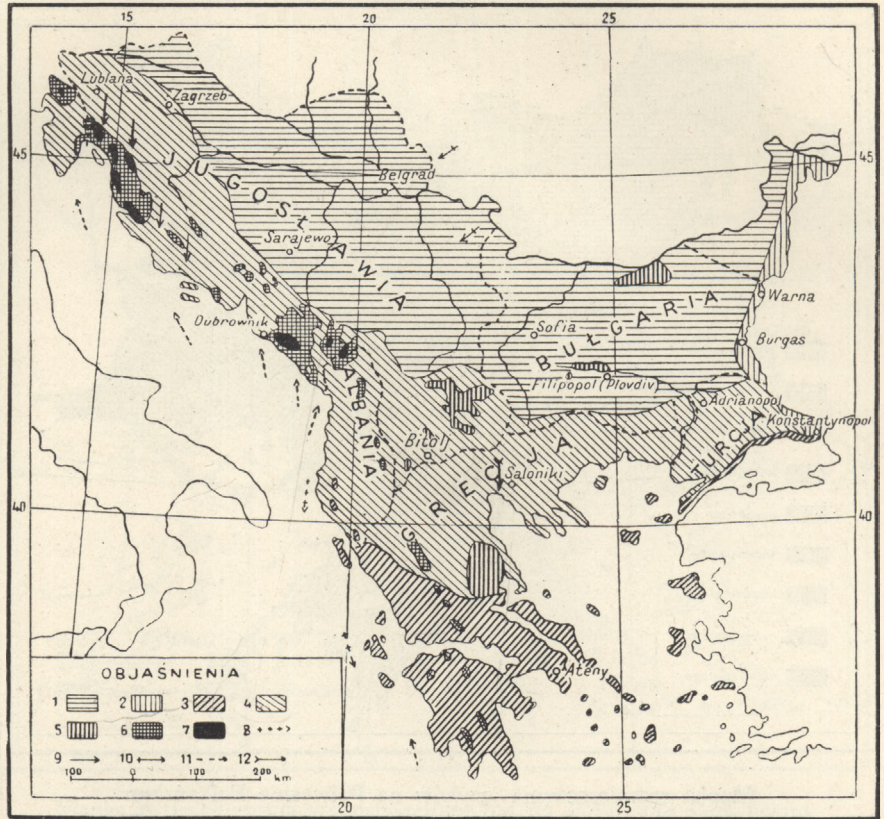 15 20 25
Lublana
Zagrzeb
45 45
JUGOSŁAWIA
Belgrad
Sarajewo
Warna
Dubrownik
Sofia
BUŁGARIA
Burgas
Filipopol (Plovdiv)
Adrianopol
ALBANIA
Konstantynopol
Bitolj
TURCJA
GRECJA
Saloniki
40 40
Ateny
OBJAŚNIENIA
1 2 3 4
5 6 7 8
9 10 11 12
100 0 100 200 km
20 25